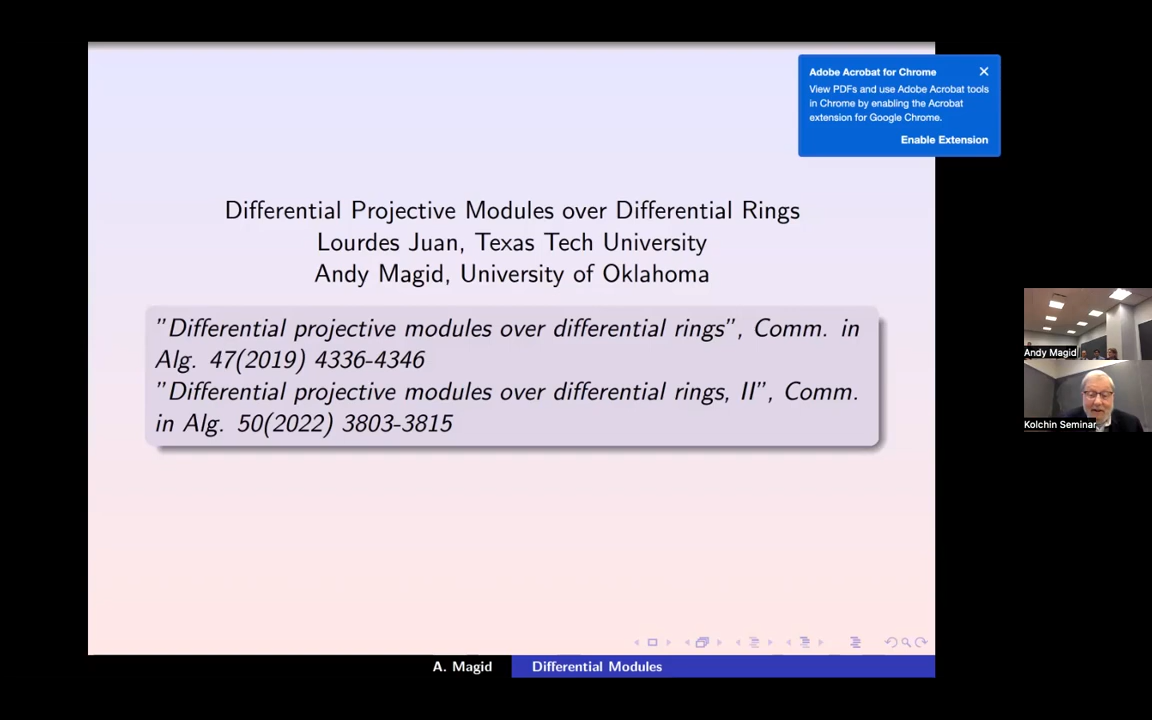 Adobe Acrobat for Chrome
View PDFs and use Adobe Acrobat tools
in Chrome by enabling the Acrobat
extension for Google Chrome.
Enable Extension
Differential Projective Modules over Differential Rings
Lourdes Juan, Texas Tech University
Andy Magid, University of Oklahoma
"Differential projective modules over differential rings", Comm. in
Alg. 47(2019) 4336-4346
"Differential projective modules over differential rings, II", Comm.
in Alg. 50(2022) 3803-3815
Andy Magid
Kolchin Seminar
A. Magid
Differential Modules